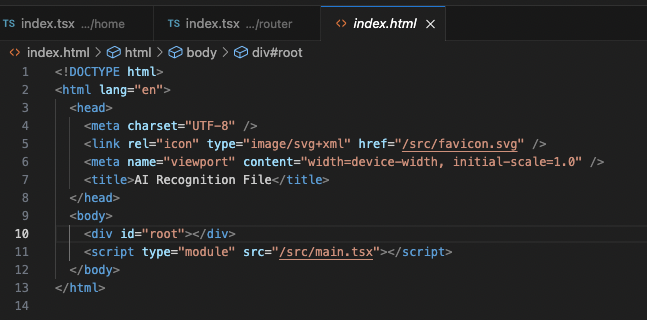 TS index.tsx .../home TS index.tsx .../router <> index.html ×
<> index.html > html > body > div#root
1 <!DOCTYPE html>
2 <html lang="en">
3 <head>
4 <meta charset="UTF-8" />
5 <link rel="icon" type="image/svg+xml" href="/src/favicon.svg" />
6 <meta name="viewport" content="width=device-width, initial-scale=1.0" />
7 <title>AI Recognition File</title>
8 </head>
9 <body>
10 <div id="root"></div>
11 <script type="module" src="/src/main.tsx"></script>
12 </body>
13 </html>
14